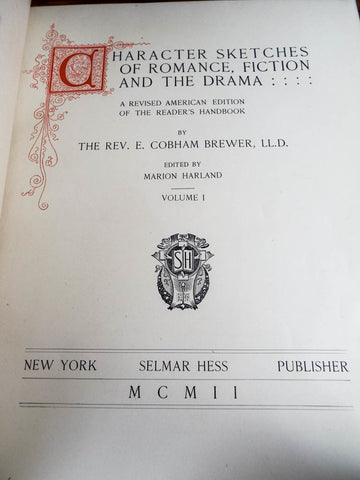 CHARACTER SKETCHES
OF ROMANCE, FICTION
AND THE DRAMA : : : :
A REVISED AMERICAN EDITION
OF THE READER'S HANDBOOK
BY
THE REV. E. COBHAM BREWER, LL.D.
EDITED BY
MARION HARLAND
VOLUME I
SH
NEW YORK SELMAR HESS PUBLISHER
MCMII